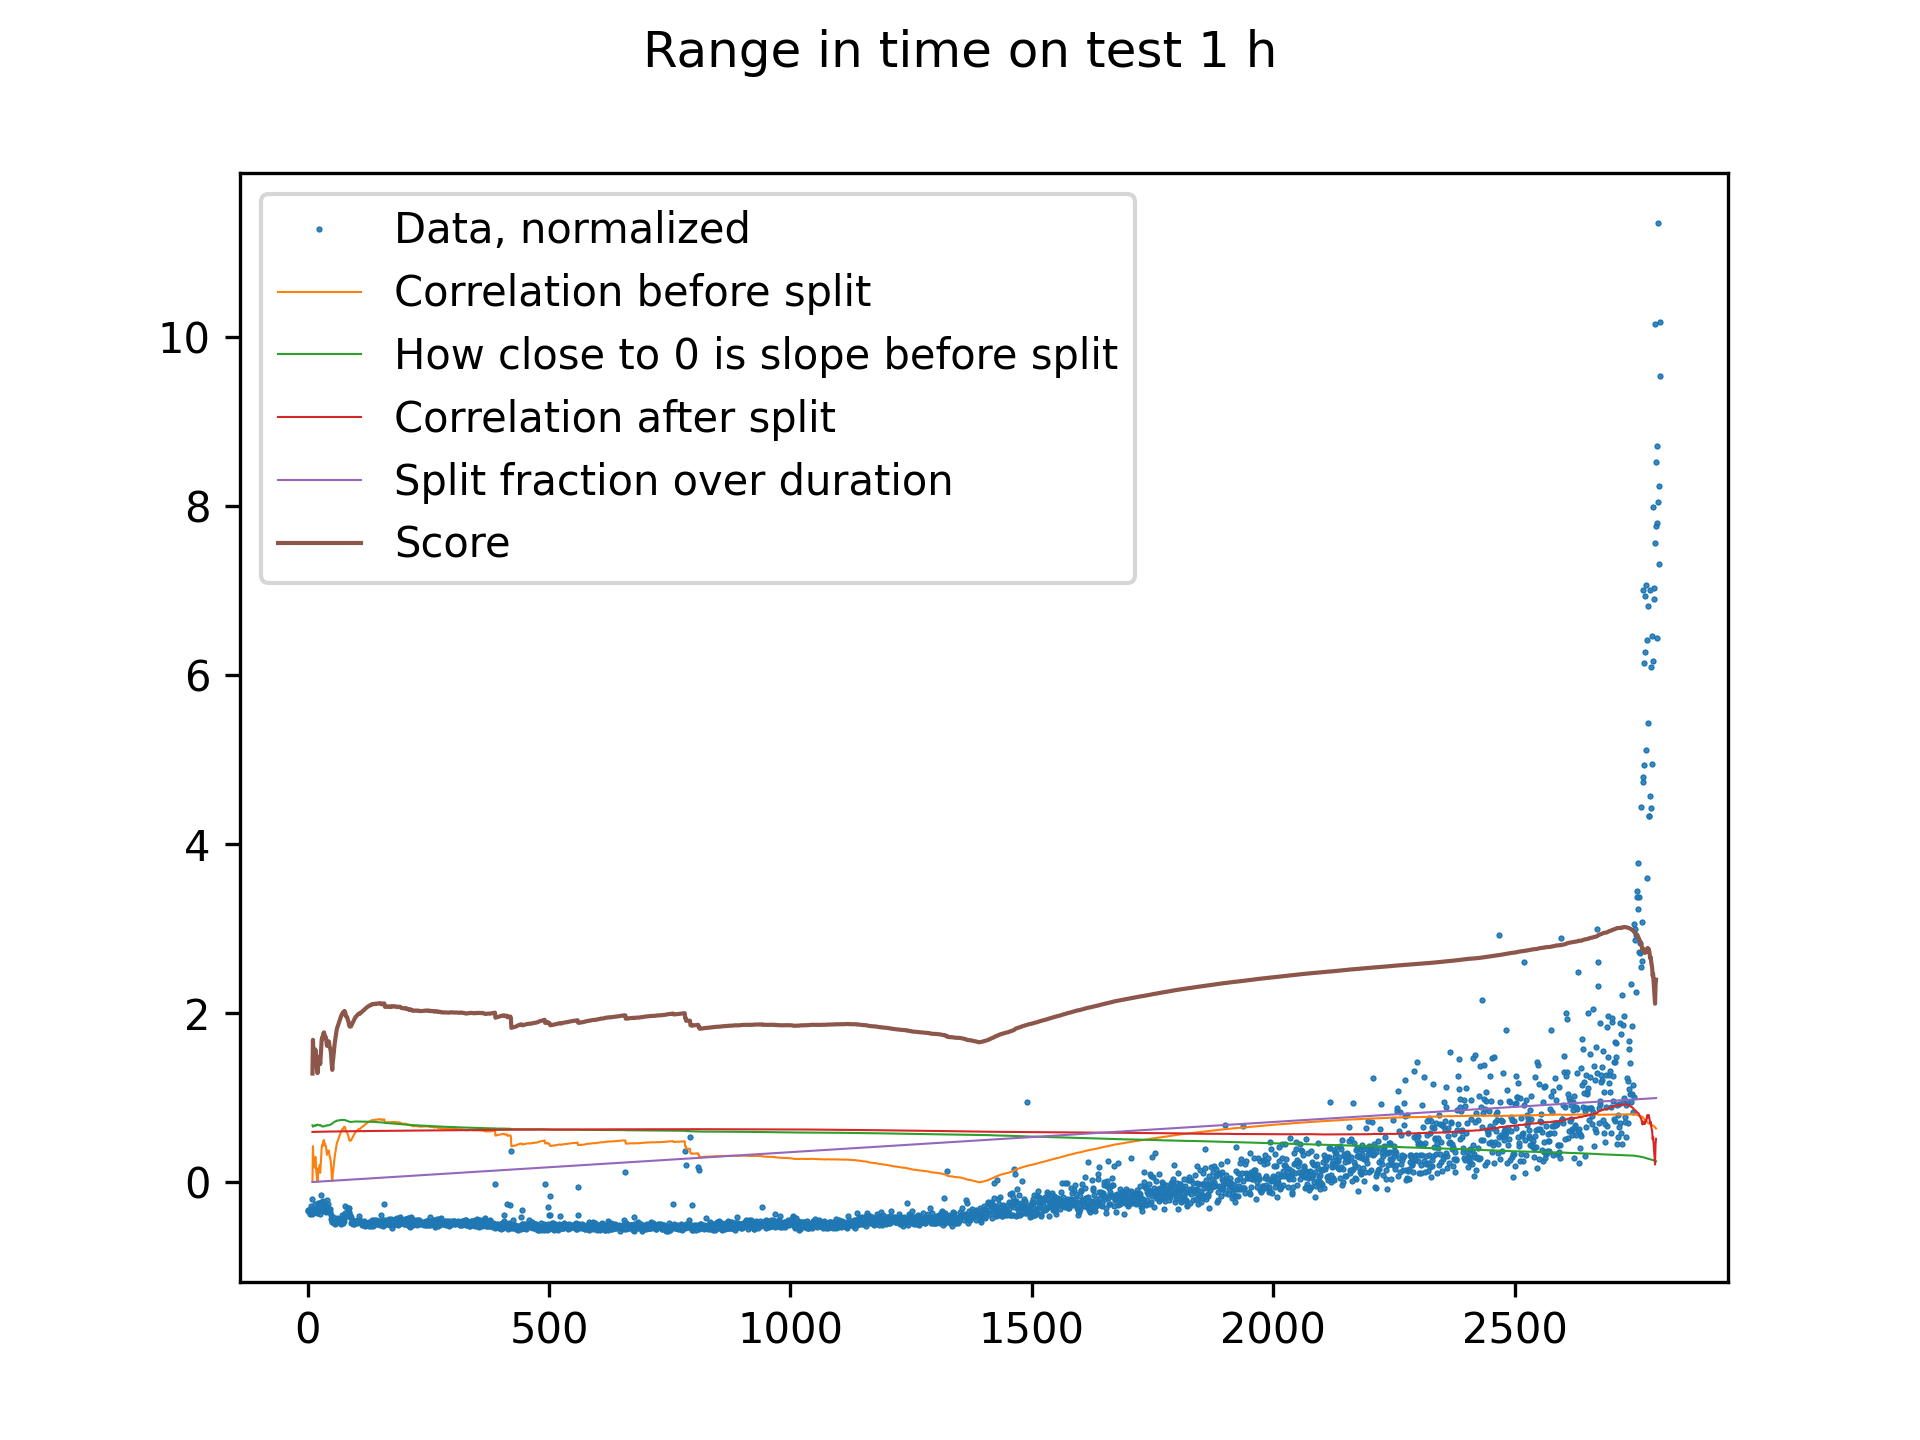 Range in time on test 1 h
Data, normalized
Correlation before split
How close to 0 is slope before split
Correlation after split
Split fraction over duration
Score
10
8
6
4
2
0
0 500 1000 1500 2000 2500